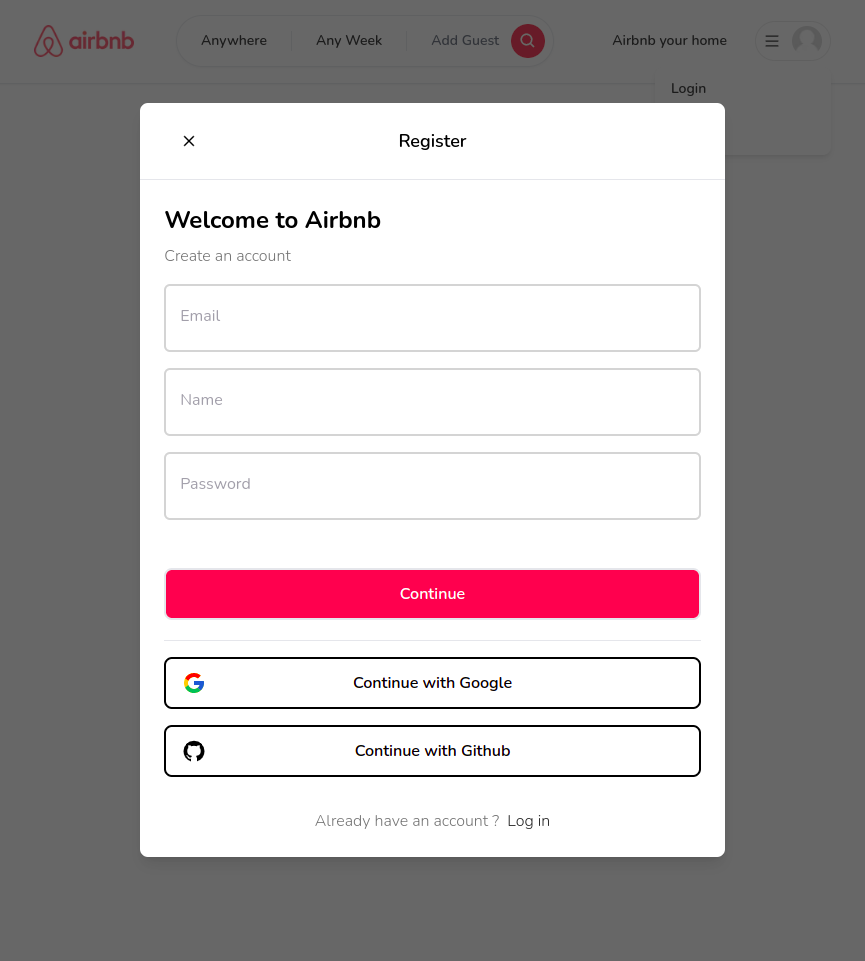 airbnb Anywhere Any Week Add Guest Airbnb your home
Login
Register
Welcome to Airbnb
Create an account
Email
Name
Password
Continue
Continue with Google
Continue with Github
Already have an account ? Log in